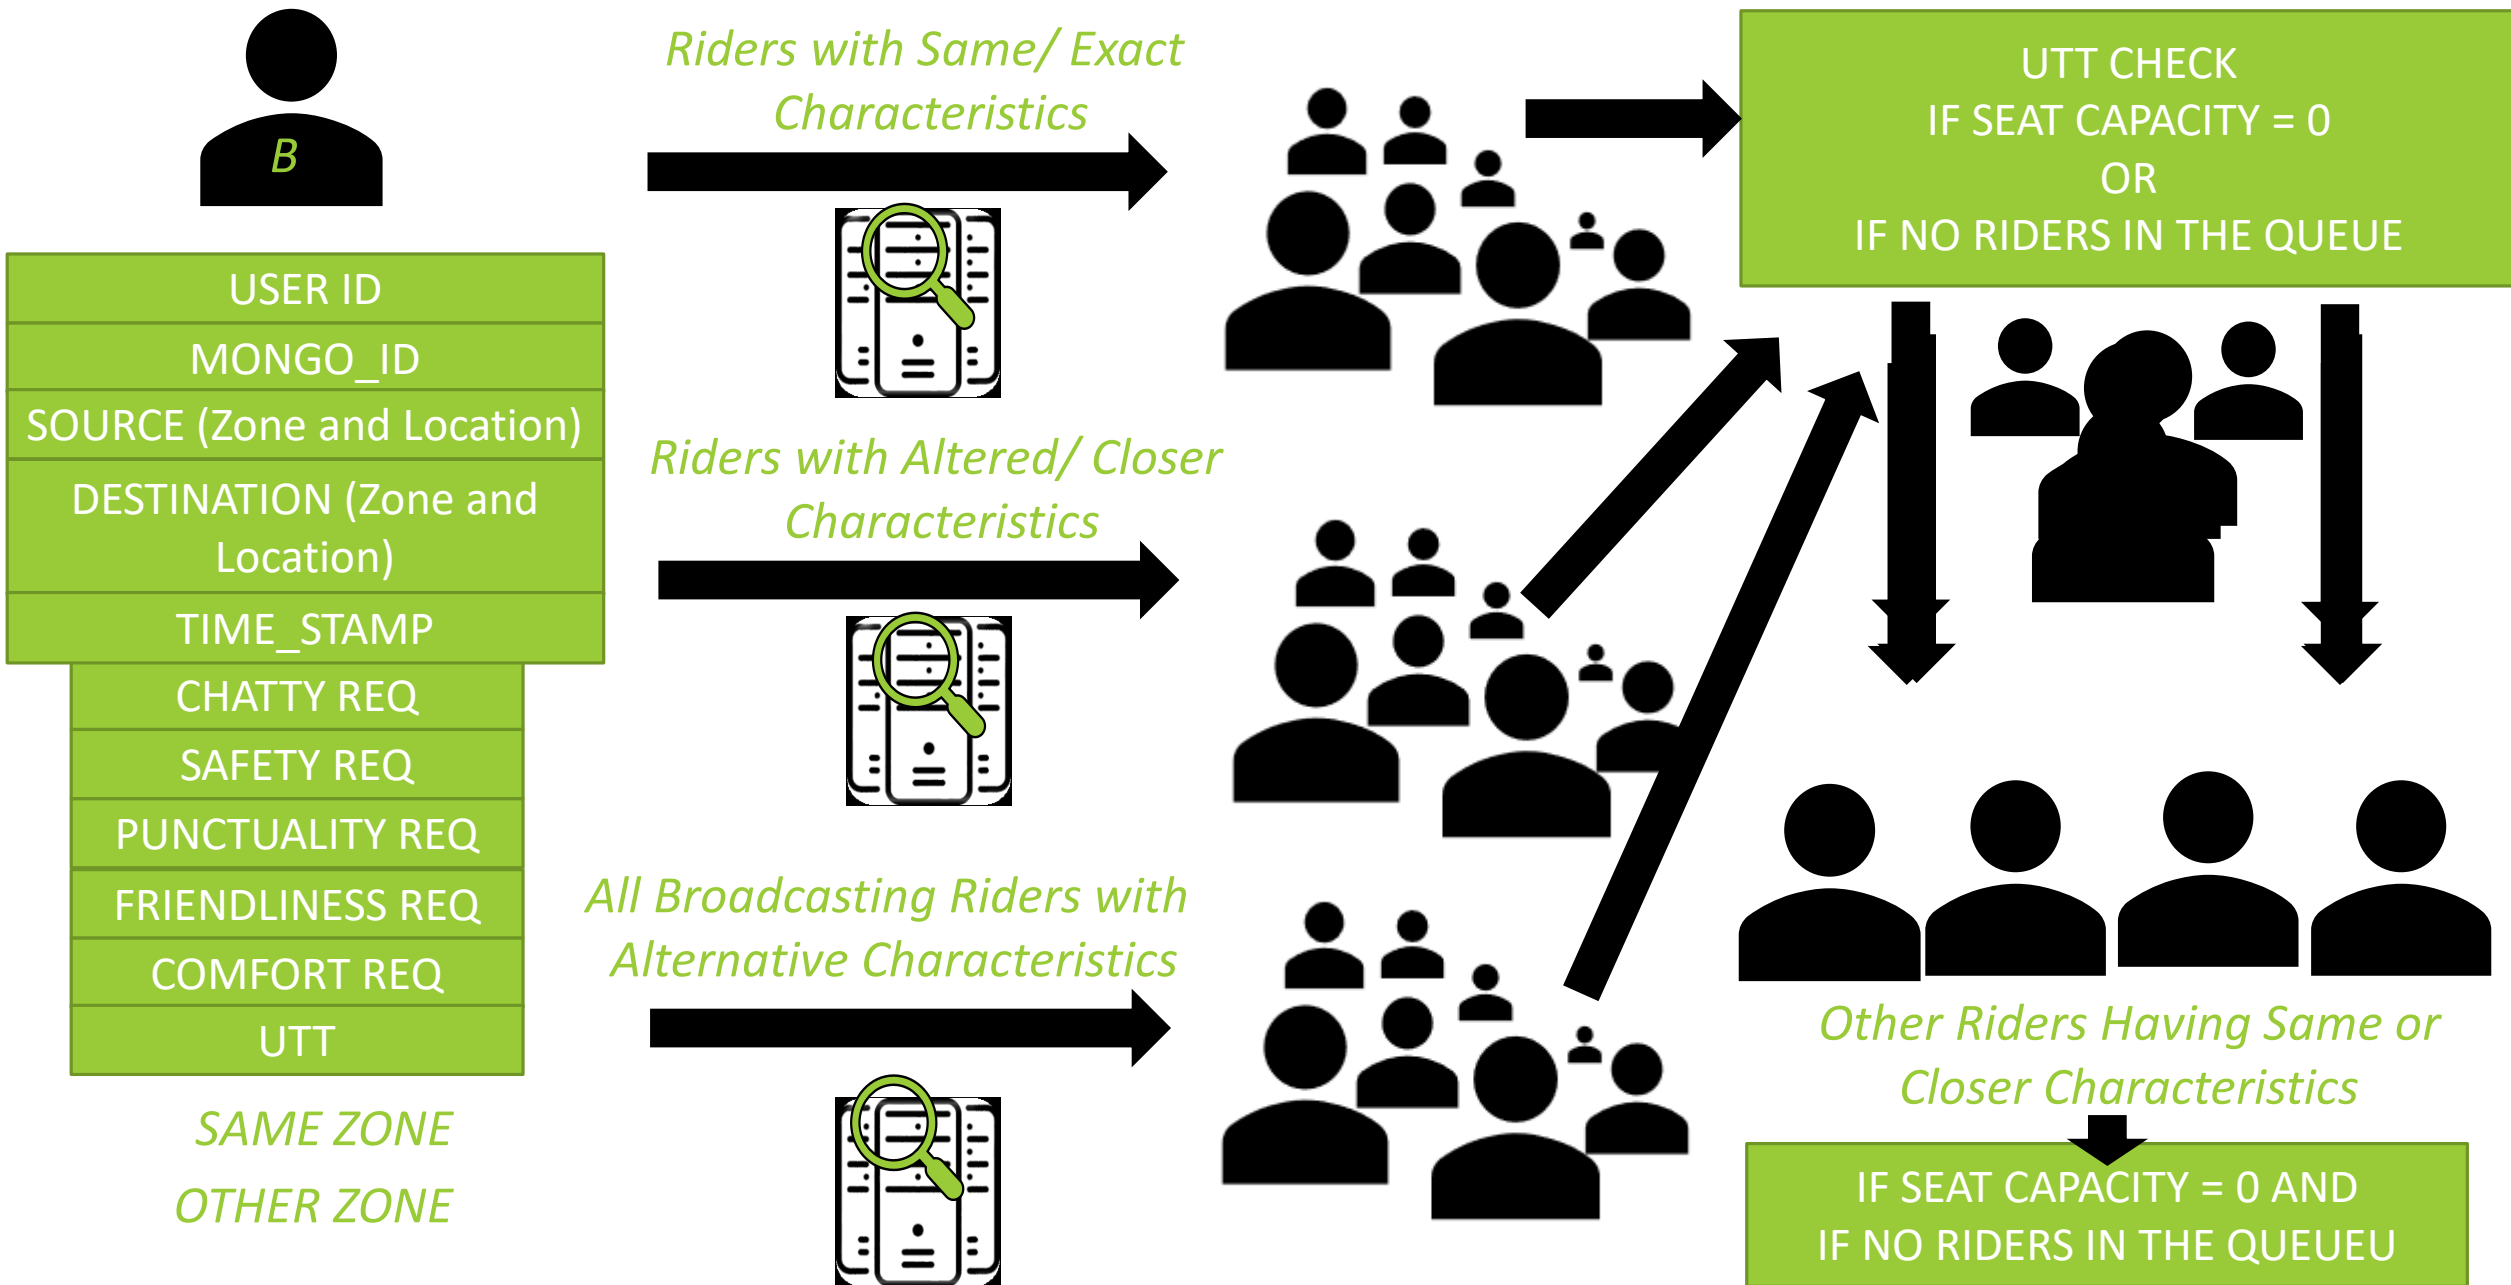 B
USER ID
MONGO_ID
SOURCE (Zone and Location)
DESTINATION (Zone and
Location)
TIME_STAMP
CHATTY REQ
SAFETY REQ
PUNCTUALITY REQ
FRIENDLINESS REQ
COMFORT REQ
UTT
SAME ZONE
OTHER ZONE
Riders with Same/ Exact
Characteristics
Riders with Altered/ Closer
Characteristics
All Broadcasting Riders with
Alternative Characteristics
UTT CHECK
IF SEAT CAPACITY = 0
OR
IF NO RIDERS IN THE QUEUE
Other Riders Having Same or
Closer Characteristics
IF SEAT CAPACITY = 0 AND
IF NO RIDERS IN THE QUEUEU